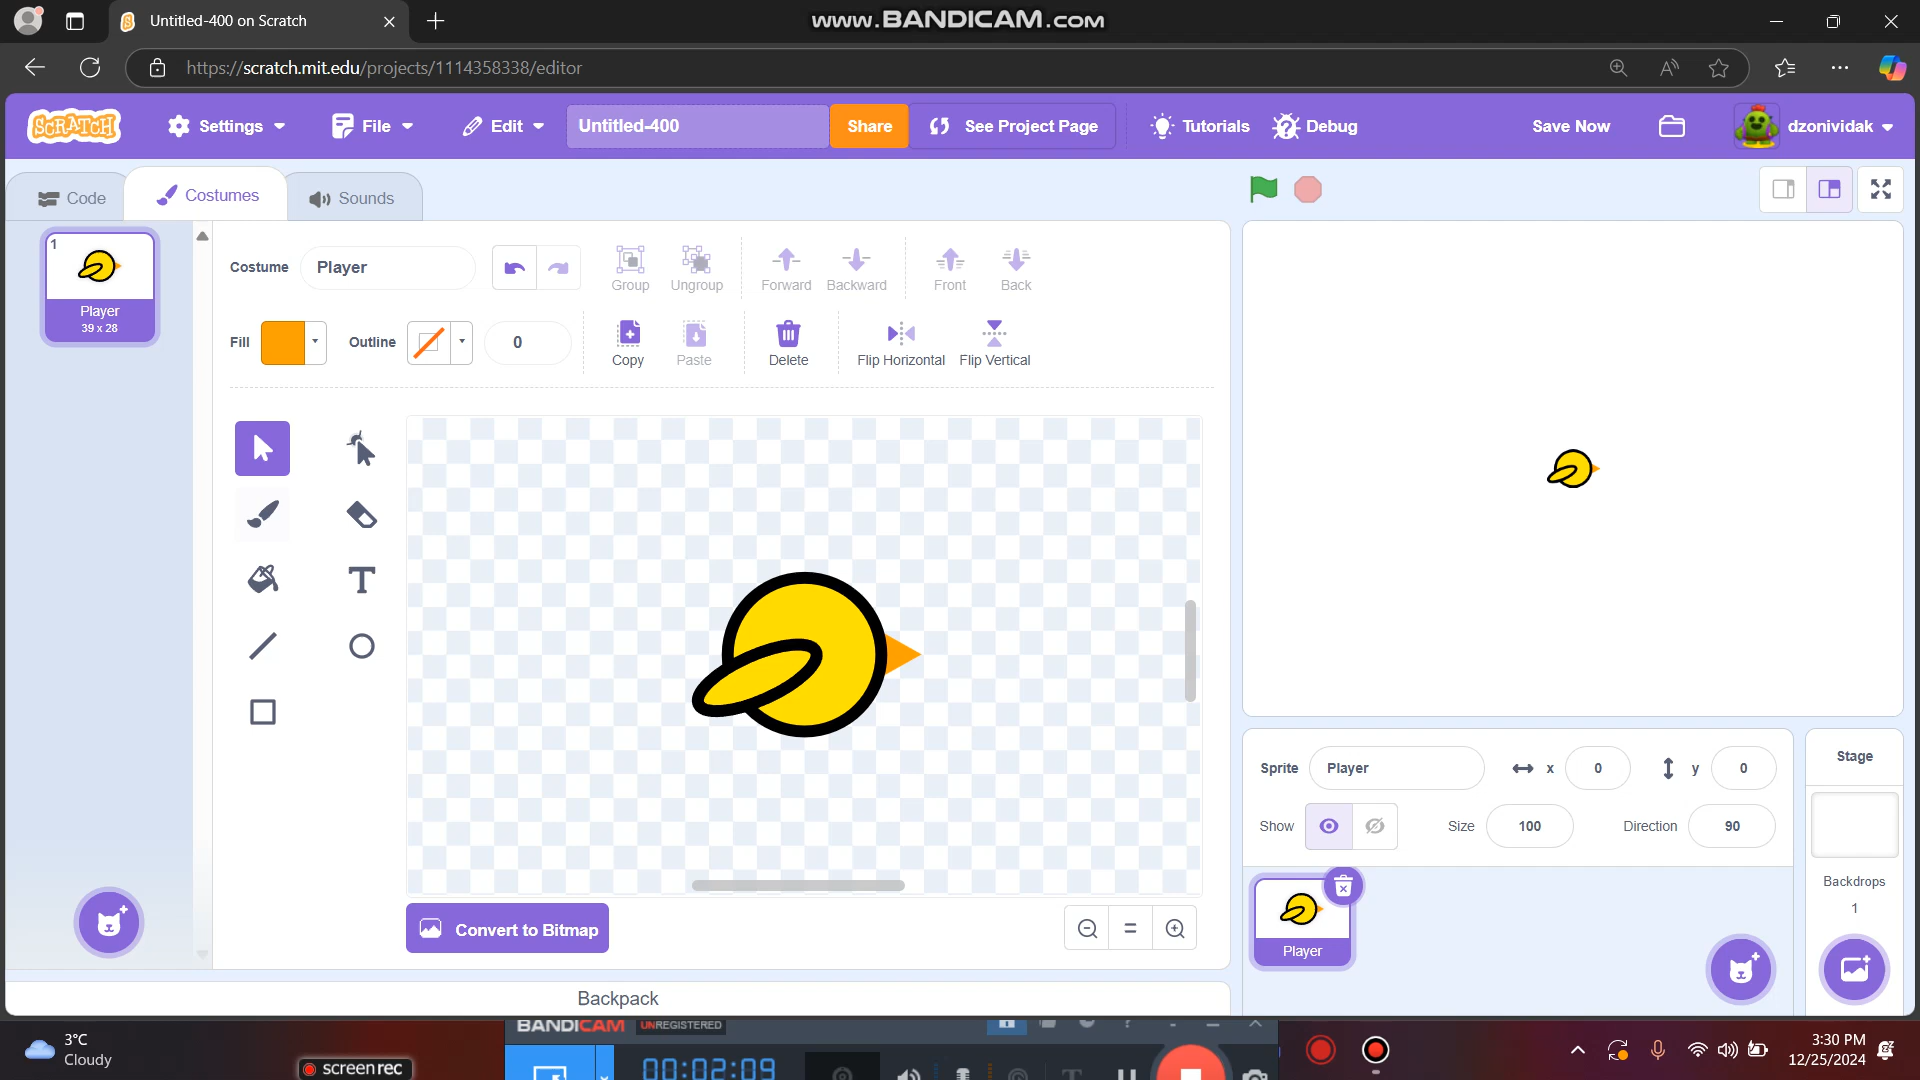 Untitled-400 on Scratch
www.BANDICAM.com
https://scratch.mit.edu/projects/1114358338/editor
SCRATCH
Settings
File
Edit
Untitled-400
Share
See Project Page
Tutorials
Debug
Save Now
dzonividak
Code
Costumes
Sounds
1
Player
39 x 28
Costume
Player
Group
Ungroup
Forward
Backward
Front
Back
Fill
Outline
0
Copy
Paste
Delete
Flip Horizontal
Flip Vertical
Convert to Bitmap
Backpack
Sprite
Player
x
0
y
0
Show
Size
100
Direction
90
Player
Stage
Backdrops
1
3°C
Cloudy
screenrec
BANDICAM UNREGISTERED
00:02:09
3:30 PM
12/25/2024